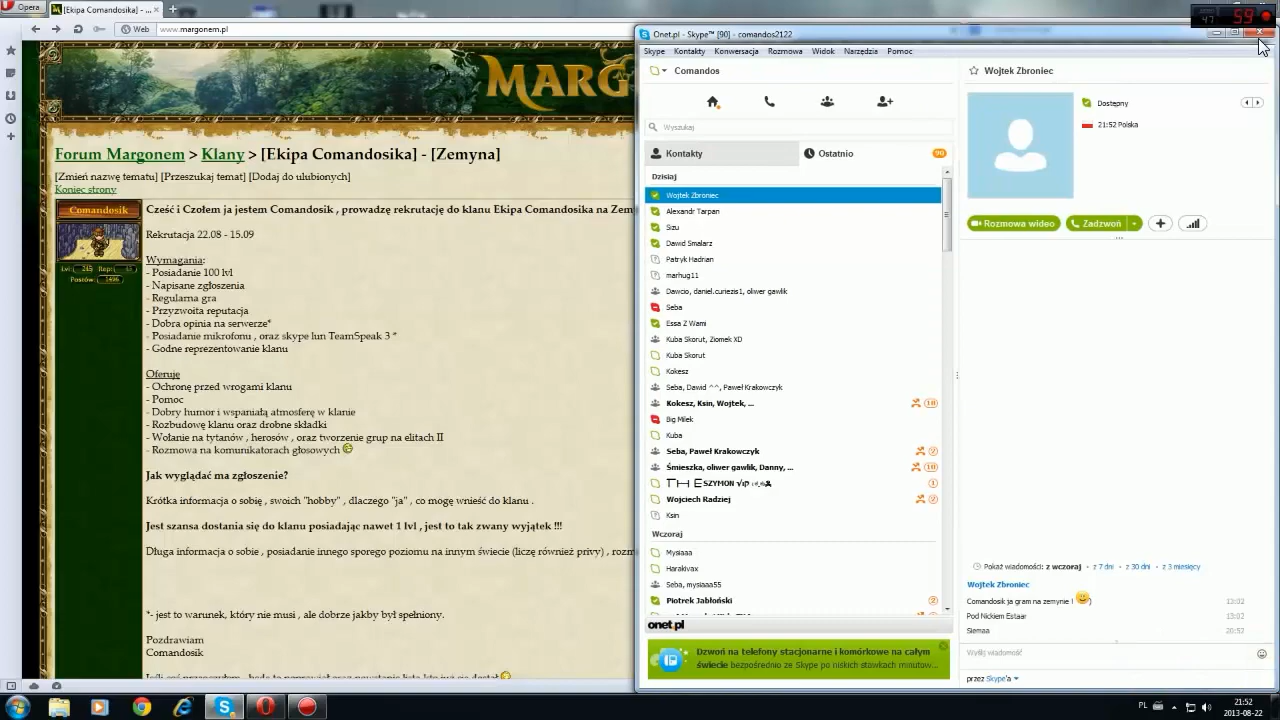 Opera
[Ekipa Comandosika] - ...
Web
www.margonem.pl
MARG
Forum Margonem > Klany > [Ekipa Comandosika] - [Zemyna]
[Zmień nazwę tematu] [Przeszukaj temat] [Dodaj do ulubionych]
Koniec strony
Comandosik
Cześć i Czołem ja jestem Comandosik , prowadzę rekrutację do klanu Ekipa Comandosika na Zem
Rekrutacja 22.08 - 15.09
Wymagania:
- Posiadanie 100 lvl
- Napisane zgłoszenia
- Regularna gra
- Przyzwoita reputacja
- Dobra opinia na serwerze*
- Posiadanie mikrofonu , oraz skype lun TeamSpeak 3 *
- Godne reprezentowanie klanu
Oferuję
- Ochronę przed wrogami klanu
- Pomoc
- Dobry humor i wspaniałą atmosferę w klanie
- Rozbudowę klanu oraz drobne składki
- Wołanie na tytanów , herosów , oraz tworzenie grup na elitach II
- Rozmowa na komunikatorach głosowych
Jak wyglądać ma zgłoszenie?
Krótka informacja o sobię , swoich "hobby" , dlaczego "ja" , co mogę wnieść do klanu .
Jest szansa dostania się do klanu posiadając nawet 1 lvl , jest to tak zwany wyjątek !!!
Długa informacja o sobie , posiadanie innego sporego poziomu na innym świecie (liczę również privy) , rozm
*- jest to warunek, który nie musi , ale dobrze jakby był spełniony.
Pozdrawiam
Comandosik
Onet.pl - Skype™ [90] - comandos2122
Skype Kontakty Konwersacja Rozmowa Widok Narzędzia Pomoc
Comandos
Wyszukaj
Kontakty
Ostatnio
90
Dzisiaj
Wojtek Zbroniec
Alexandr Tarpan
Sizu
Dawid Smalarz
Patryk Hadrian
marhug11
Dawcio, daniel.curiezis1, oliwer gawlik
Seba
Essa Z Wami
Kuba Skorut, Ziomek XD
Kuba Skorut
Kokesz
Seba, Dawid ^^, Paweł Krakowczyk
Kokesz, Ksin, Wojtek, ... 10
Big Milek
Kuba
Seba, Paweł Krakowczyk 2
Śmieszka, oliwer gawlik, Danny, ... 10
SZYMON 1
Wojciech Radziej 2
Ksin
Wczoraj
Mysiaaa
Harakivax
Seba, mysiaaa55
Piotrek Jabłoński 2
onet.pl
Dzwoń na telefony stacjonarne i komórkowe na całym
świecie bezpośrednio ze Skype po niskich stawkach minutow...
Wojtek Zbroniec
Dostępny
21:52 Polska
Rozmowa wideo
Zadzwoń
Pokaż wiadomości: z wczoraj • z 7 dni • z 30 dni • z 3 miesięcy
Wojtek Zbroniec
Comandosik ja gram na zemynie ! ) 13:02
Pod Nickiem Estaar 13:02
Siemaa 20:52
Wyślij wiadomość
przez Skype'a
47
59
PL
21:52
2013-08-22